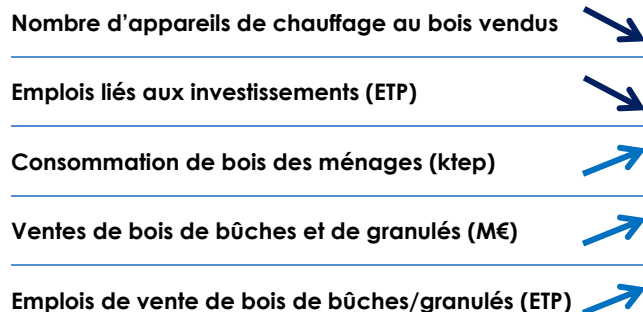 Nombre d’appareils de chauffage au bois vendus
Emplois liés aux investissements (ETP)
Consommation de bois des ménages (ktep)
Ventes de bois de bûches et de granulés (M€)
Emplois de vente de bois de bûches/granulés (ETP)